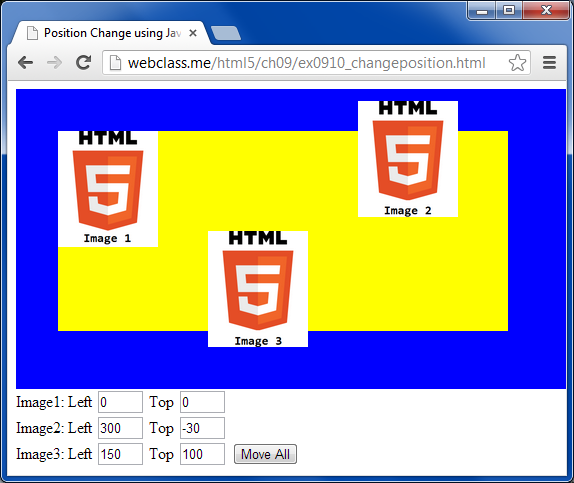 Position Change using Jav
webclass.me/html5/ch09/ex0910_changeposition.html
HTML
5
Image 1
HTML
5
Image 2
HTML
5
Image 3
Image1: Left 0 Top 0
Image2: Left 300 Top -30
Image3: Left 150 Top 100 Move All